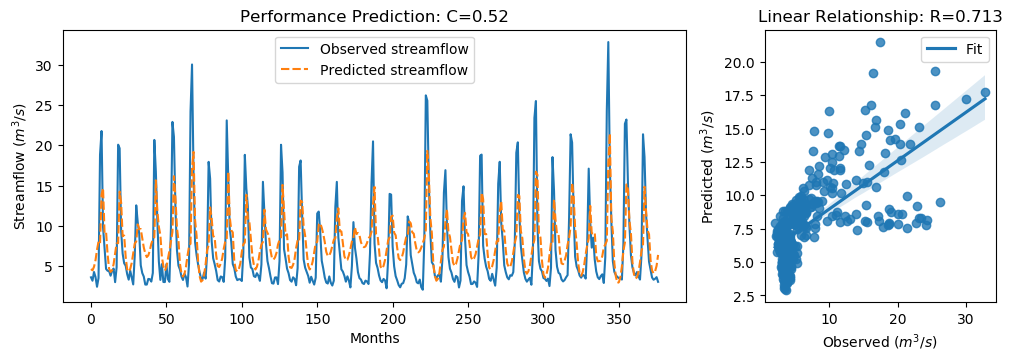 Performance Prediction: C=0.52
Observed streamflow
Predicted streamflow
Streamflow (m³/s)
30
25
20
15
10
5
0
50
100
150
200
250
300
350
Months
Linear Relationship: R=0.713
Fit
Predicted (m³/s)
20.0
17.5
15.0
12.5
10.0
7.5
5.0
2.5
10
20
30
Observed (m³/s)